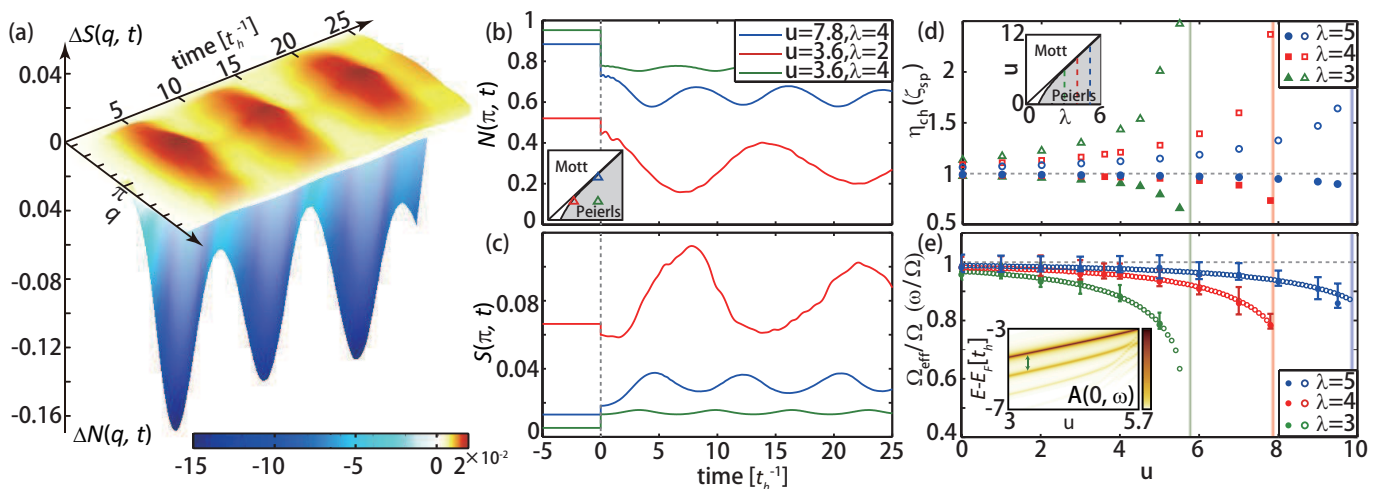 (a)
ΔS(q, t)
time [t_h^-1]
5
10
15
20
25
0.04
0
0.04
-0.08
-0.12
-0.16
π
q
ΔN(q, t)
-15
-10
-5
0
2×10^-2
(b)
N(π, t)
1
0.8
0.6
0.4
0.2
0
u=7.8,λ=4
u=3.6,λ=2
u=3.6,λ=4
Mott
Peierls
(c)
S(π, t)
0.08
0.04
0
-5
0
5
10
15
20
25
time [t_h^-1]
(d)
η_ch (ζ_sp)
2
1.5
1
0.5
λ=5
λ=4
λ=3
12
u
0
Mott
Peierls
λ
6
(e)
Ω_eff/Ω (ω/Ω)
1
0.8
0.6
0.4
E-E_F[t_h]
-3
-7
A(0, ω)
3
u
5.7
λ=5
λ=4
λ=3
0
2
4
6
8
10
u